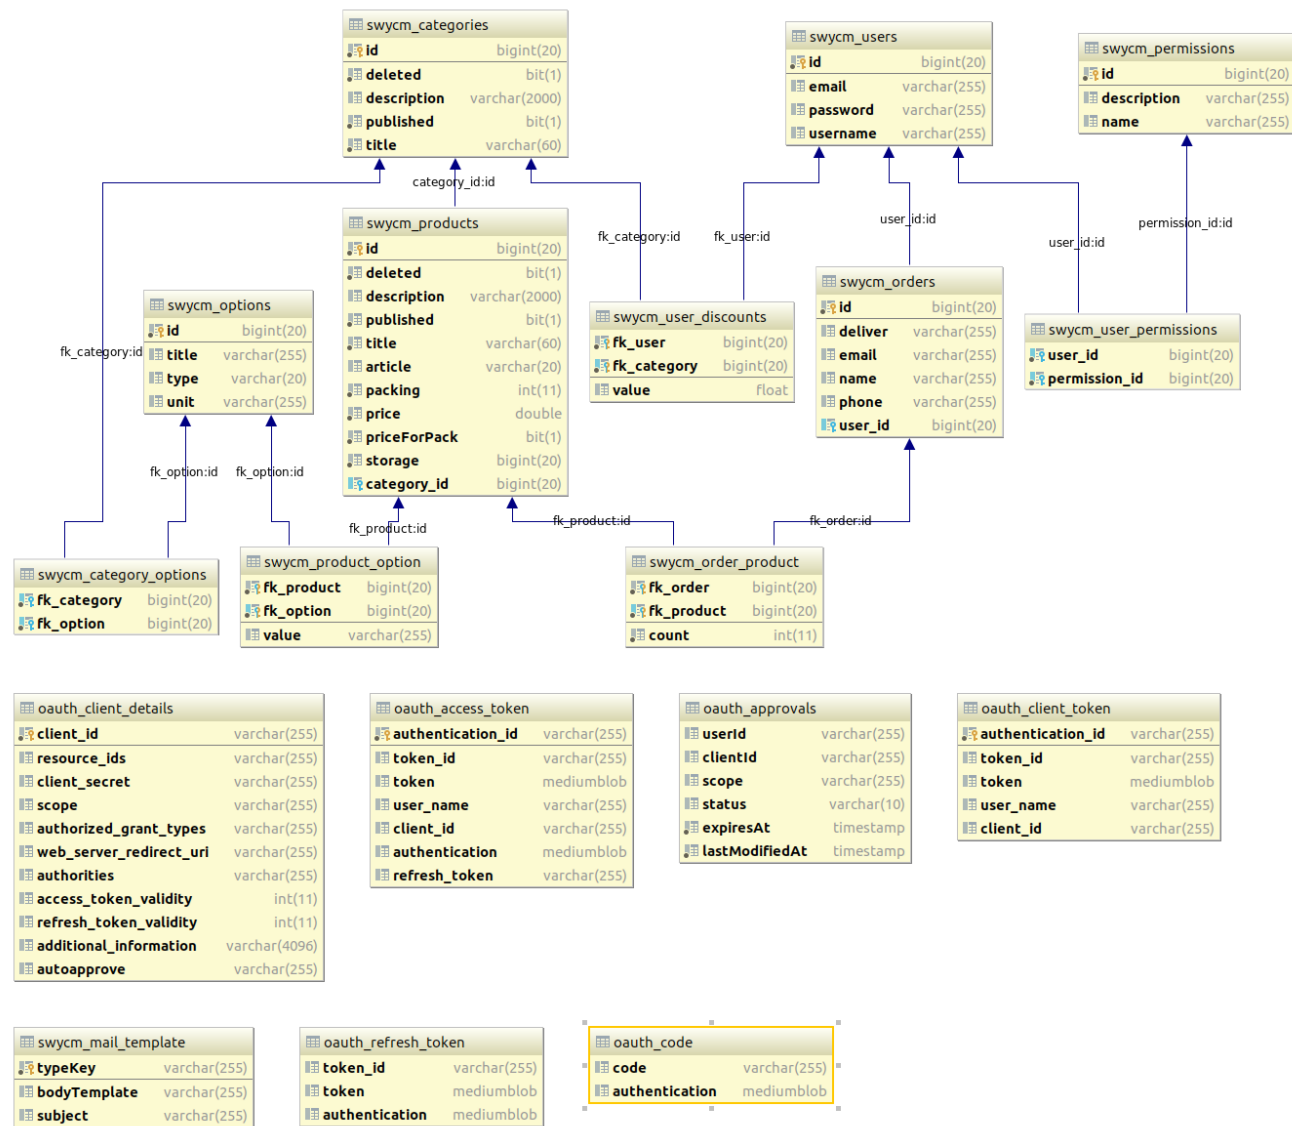 swycm_categories
id bigint(20)
deleted bit(1)
description varchar(2000)
published bit(1)
title varchar(60)
swycm_users
id bigint(20)
email varchar(255)
password varchar(255)
username varchar(255)
swycm_permissions
id bigint(20)
description varchar(255)
name varchar(255)
category_id:id
fk_category:id
fk_user:id
user_id:id
user_id:id
permission_id:id
swycm_products
id bigint(20)
deleted bit(1)
description varchar(2000)
published bit(1)
title varchar(60)
article varchar(20)
packing int(11)
price double
priceForPack bit(1)
storage bigint(20)
category_id bigint(20)
swycm_options
id bigint(20)
title varchar(255)
type varchar(20)
unit varchar(255)
fk_category:id
swycm_user_discounts
fk_user bigint(20)
fk_category bigint(20)
value float
swycm_orders
id bigint(20)
deliver varchar(255)
email varchar(255)
name varchar(255)
phone varchar(255)
user_id bigint(20)
swycm_user_permissions
user_id bigint(20)
permission_id bigint(20)
fk_option:id
fk_option:id
fk_product:id
fk_product:id
fk_order:id
swycm_category_options
fk_category bigint(20)
fk_option bigint(20)
swycm_product_option
fk_product bigint(20)
fk_option bigint(20)
value varchar(255)
swycm_order_product
fk_order bigint(20)
fk_product bigint(20)
count int(11)
oauth_client_details
client_id varchar(255)
resource_ids varchar(255)
client_secret varchar(255)
scope varchar(255)
authorized_grant_types varchar(255)
web_server_redirect_uri varchar(255)
authorities varchar(255)
access_token_validity int(11)
refresh_token_validity int(11)
additional_information varchar(4096)
autoapprove varchar(255)
oauth_access_token
authentication_id varchar(255)
token_id varchar(255)
token mediumblob
user_name varchar(255)
client_id varchar(255)
authentication mediumblob
refresh_token varchar(255)
oauth_approvals
userId varchar(255)
clientId varchar(255)
scope varchar(255)
status varchar(10)
expiresAt timestamp
lastModifiedAt timestamp
oauth_client_token
authentication_id varchar(255)
token_id varchar(255)
token mediumblob
user_name varchar(255)
client_id varchar(255)
swycm_mail_template
typeKey varchar(255)
bodyTemplate varchar(255)
subject varchar(255)
oauth_refresh_token
token_id varchar(255)
token mediumblob
authentication mediumblob
oauth_code
code varchar(255)
authentication mediumblob